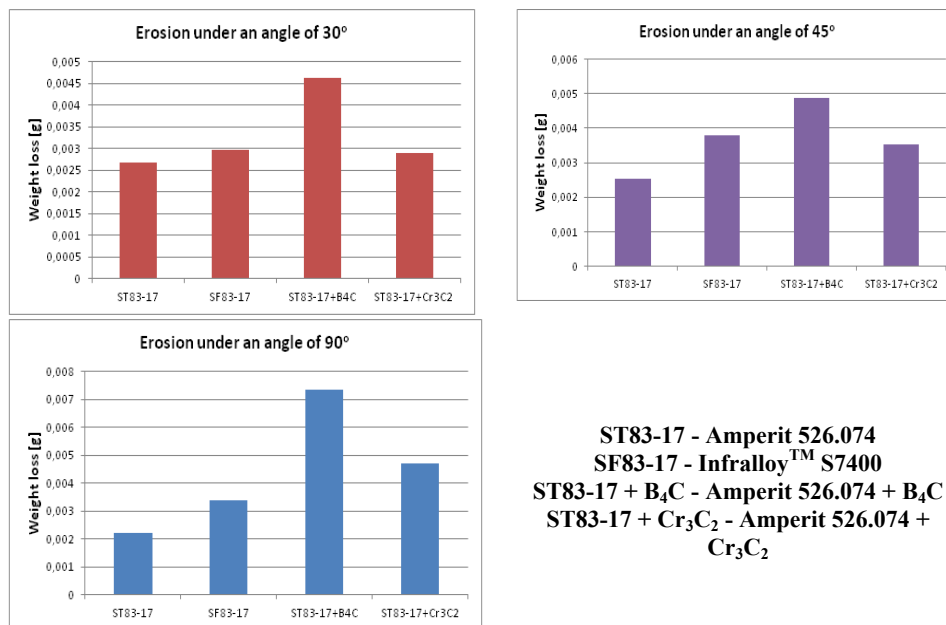 Erosion under an angle of 30º
Weight loss [g]
0,005
0,0045
0,004
0,0035
0,003
0,0025
0,002
0,0015
0,001
0,0005
0
ST83-17 SF83-17 ST83-17+B4C ST83-17+Cr3C2
Erosion under an angle of 45º
Weight loss [g]
0,006
0,005
0,004
0,003
0,002
0,001
0
ST83-17 SF83-17 ST83-17+B4C ST83-17+Cr3C2
Erosion under an angle of 90º
Weight loss [g]
0,008
0,007
0,006
0,005
0,004
0,003
0,002
0,001
0,000
ST83-17 SF83-17 ST83-17+B4C ST83-17+Cr3C2
ST83-17 - Amperit 526.074
SF83-17 - Infralloy™ S7400
ST83-17 + B₄C - Amperit 526.074 + B₄C
ST83-17 + Cr₃C₂ - Amperit 526.074 +
Cr₃C₂